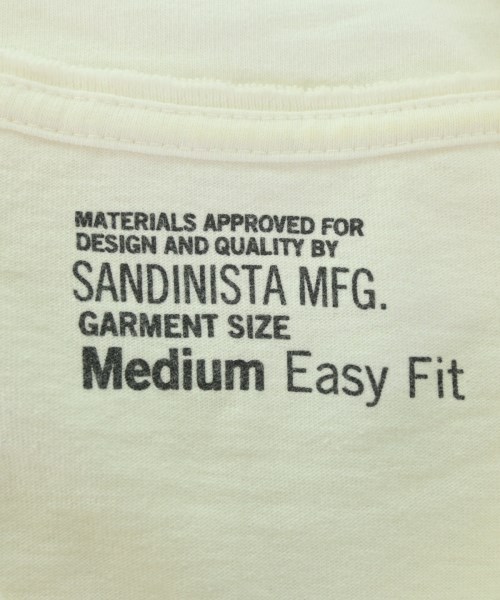 MATERIALS APPROVED FOR
DESIGN AND QUALITY BY
SANDINISTA MFG.
GARMENT SIZE
Medium Easy Fit